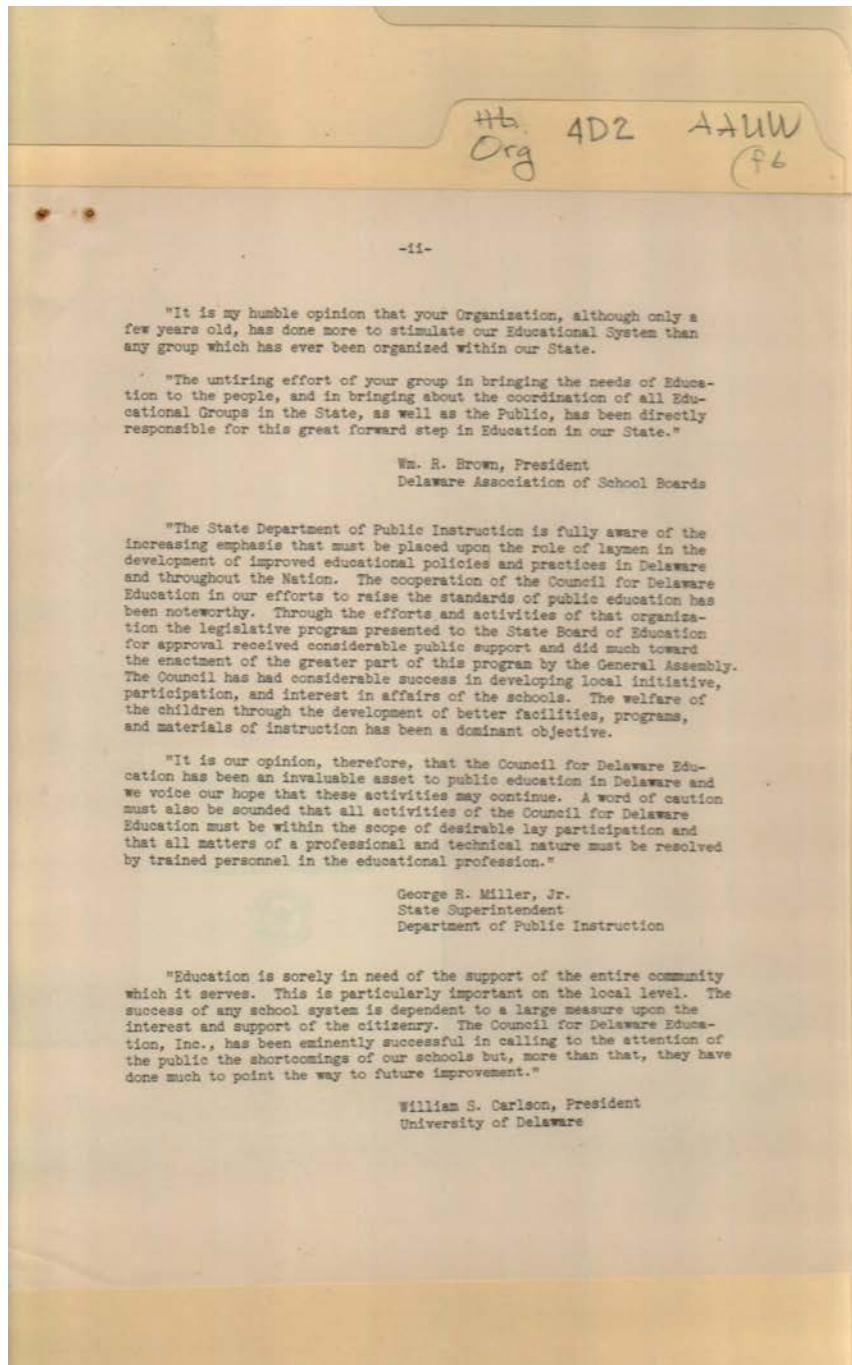 Hb. 4D2 AAUW
Org (f6
-11-
"It is my humble opinion that your Organization, although only a
few years old, has done more to stimulate our Educational System than
any group which has ever been organized within our State.
"The untiring effort of your group in bringing the needs of Educa-
tion to the people, and in bringing about the coordination of all Edu-
cational Groups in the State, as well as the Public, has been directly
responsible for this great forward step in Education in our State."
Wm. R. Brown, President
Delaware Association of School Boards
"The State Department of Public Instruction is fully aware of the
increasing emphasis that must be placed upon the role of laymen in the
development of improved educational policies and practices in Delaware
and throughout the Nation. The cooperation of the Council for Delaware
Education in our efforts to raise the standards of public education has
been noteworthy. Through the efforts and activities of that organiza-
tion the legislative program presented to the State Board of Education
for approval received considerable public support and did much toward
the enactment of the greater part of this program by the General Assembly.
The Council has had considerable success in developing local initiative,
participation, and interest in affairs of the schools. The welfare of
the children through the development of better facilities, programs,
and materials of instruction has been a dominant objective.
"It is our opinion, therefore, that the Council for Delaware Edu-
cation has been an invaluable asset to public education in Delaware and
we voice our hope that these activities may continue. A word of caution
must also be sounded that all activities of the Council for Delaware
Education must be within the scope of desirable lay participation and
that all matters of a professional and technical nature must be resolved
by trained personnel in the educational profession."
George R. Miller, Jr.
State Superintendent
Department of Public Instruction
"Education is sorely in need of the support of the entire community
which it serves. This is particularly important on the local level. The
success of any school system is dependent to a large measure upon the
interest and support of the citizenry. The Council for Delaware Educa-
tion, Inc., has been eminently successful in calling to the attention of
the public the shortcomings of our schools but, more than that, they have
done much to point the way to future improvement."
William S. Carlson, President
University of Delaware